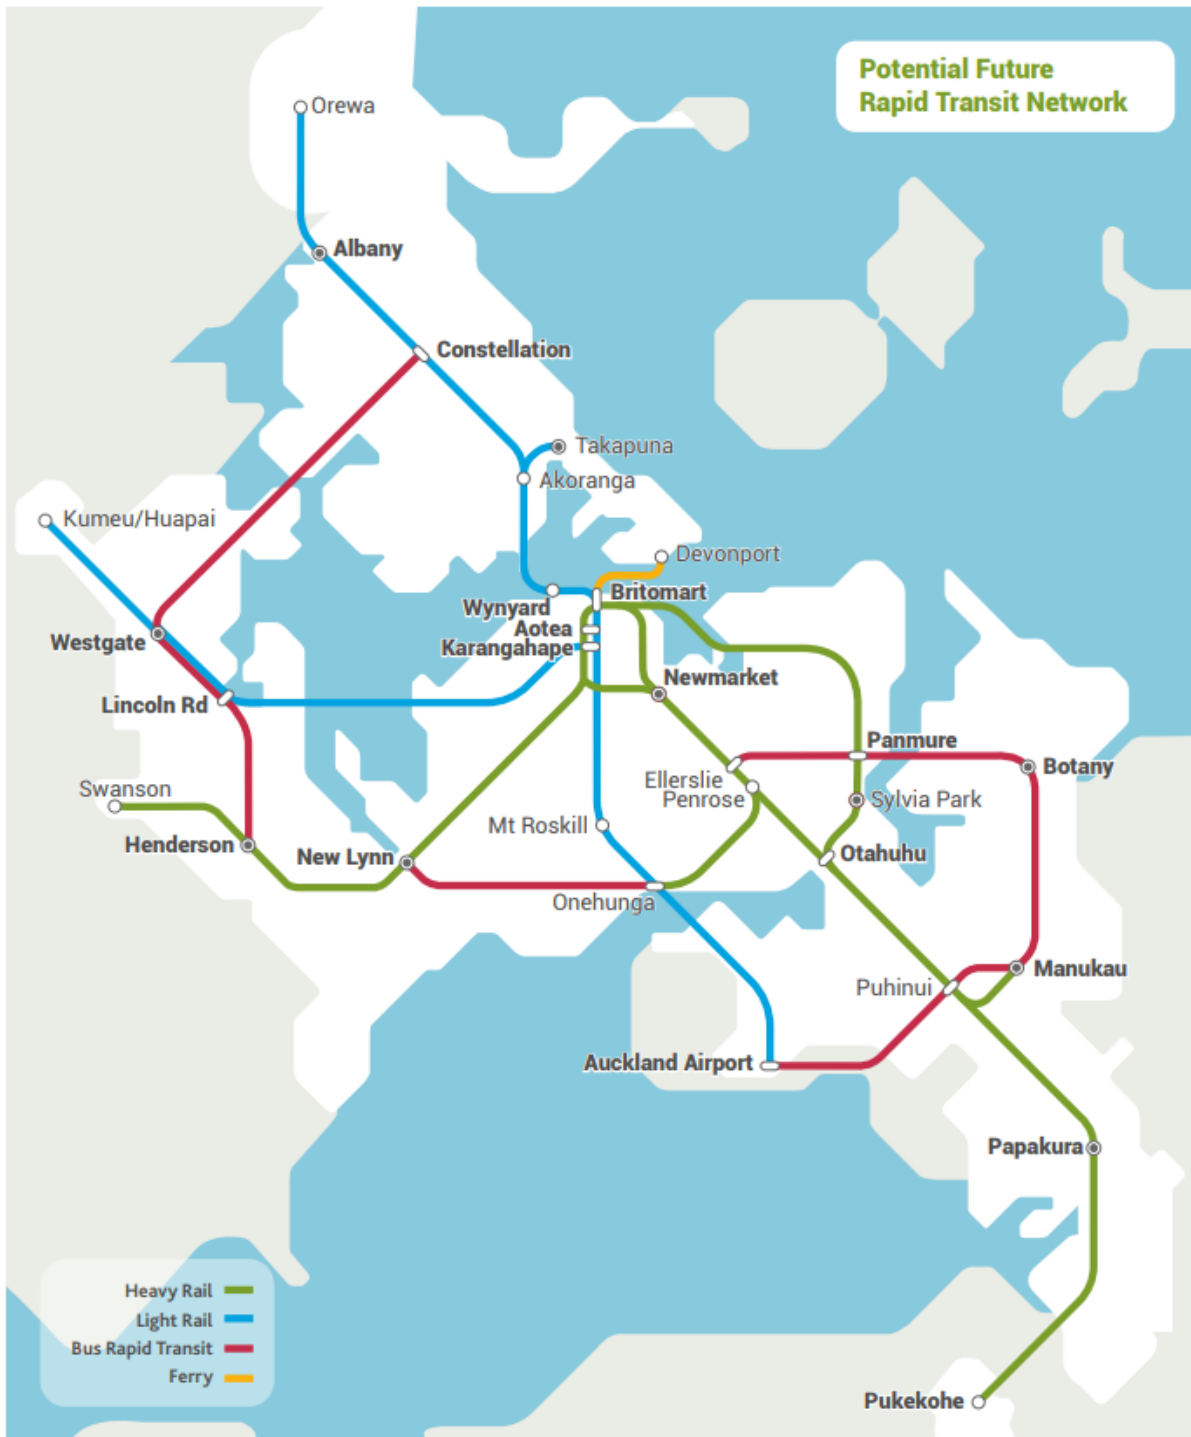 Potential Future
Rapid Transit Network
Orewa
Albany
Constellation
Takapuna
Akoranga
Kumeu/Huapai
Devonport
Britomart
Wynyard
Aotea
Karangahape
Westgate
Newmarket
Lincoln Rd
Panmure
Botany
Ellerslie
Penrose
Sylvia Park
Swanson
Mt Roskill
Henderson
New Lynn
Otahuhu
Onehunga
Manukau
Puhinui
Auckland Airport
Papakura
Heavy Rail
Light Rail
Bus Rapid Transit
Ferry
Pukekohe